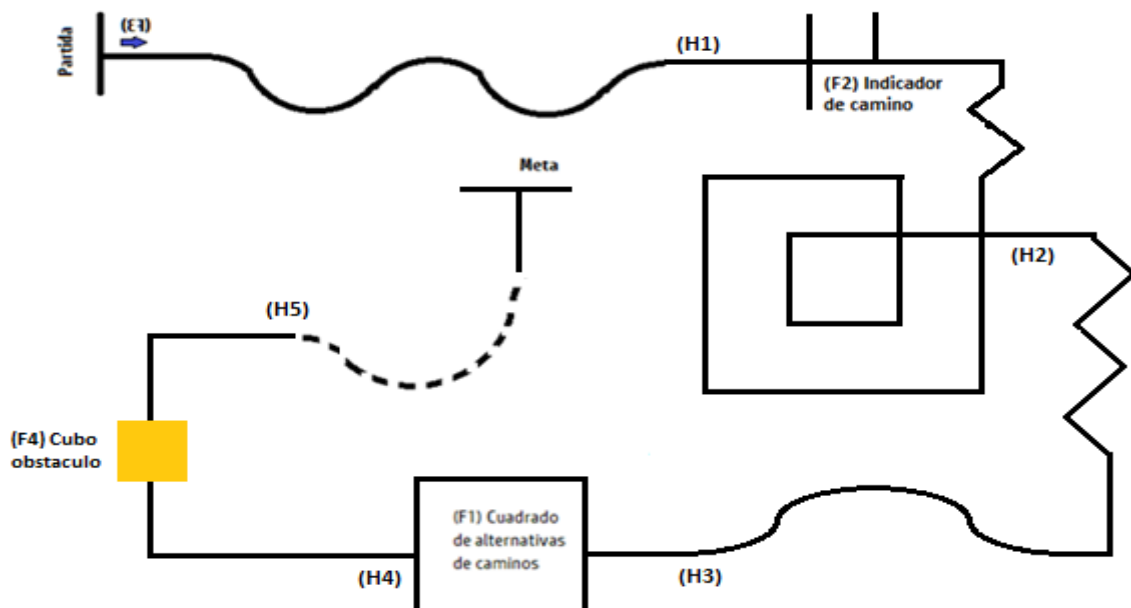 Partida
(F3)
(H1)
(F2) Indicador
de camino
Meta
(H2)
(H5)
(F4) Cubo
obstaculo
(F1) Cuadrado
de alternativas
de caminos
(H4)
(H3)